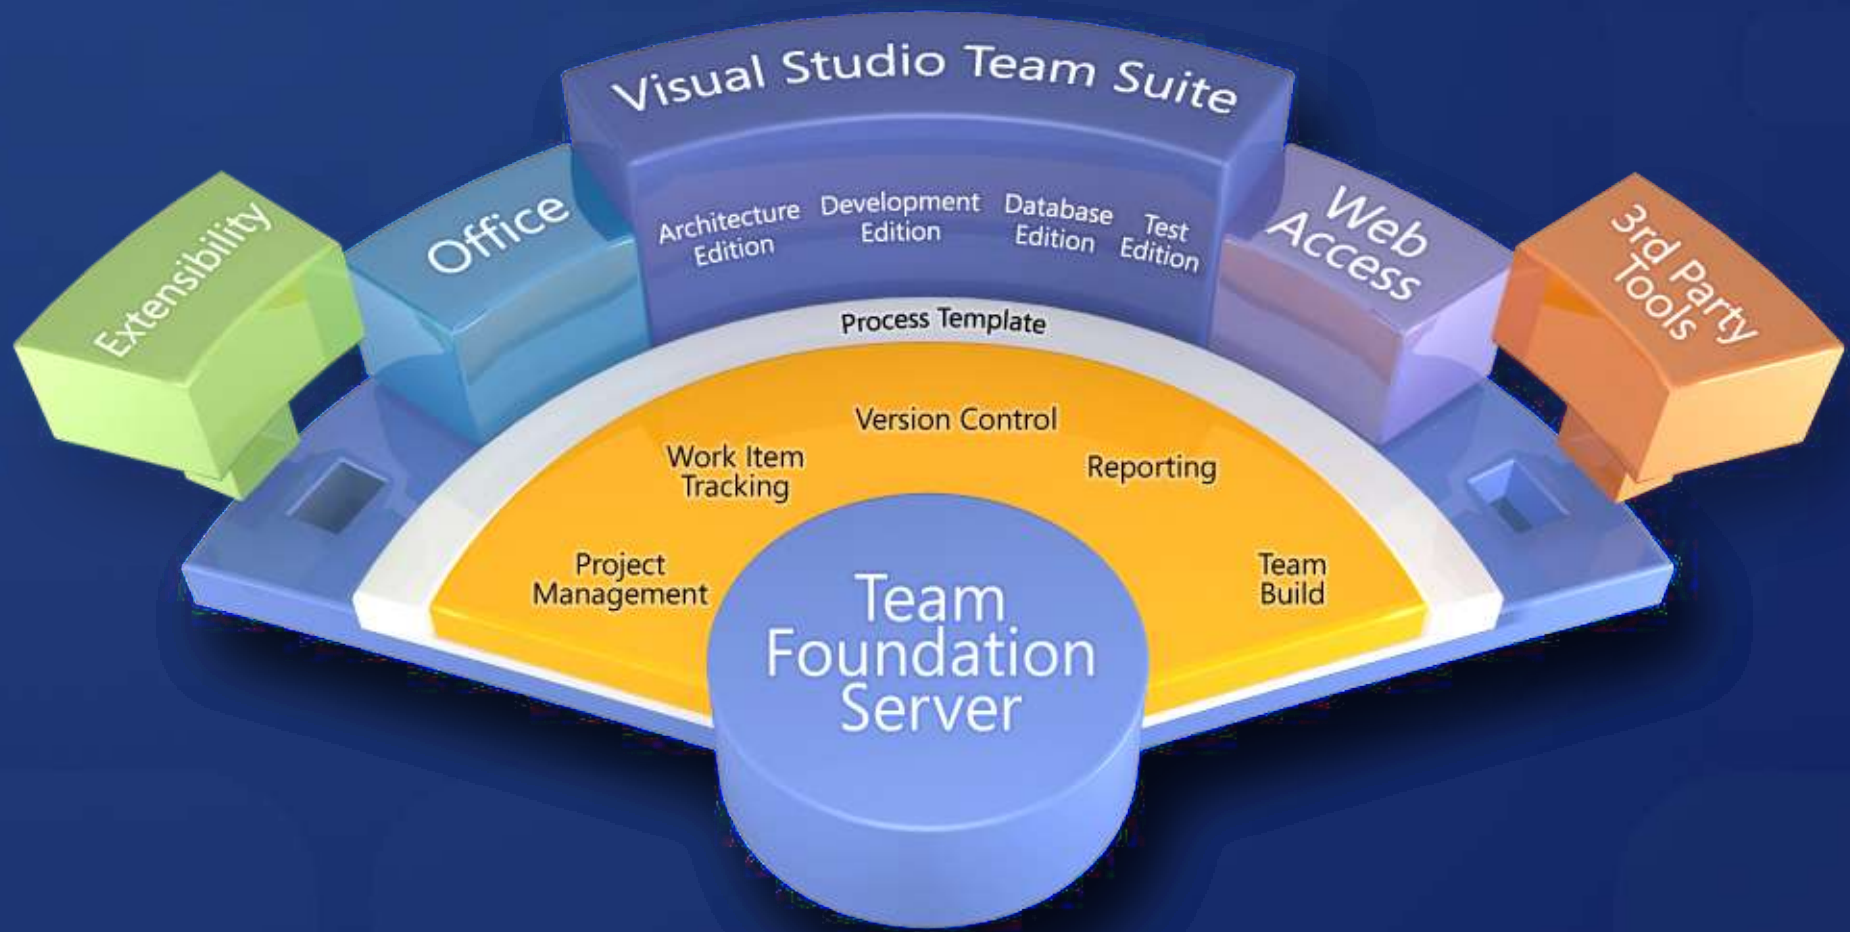 Visual Studio Team Suite
Extensibility
Office
Architecture
Edition
Development
Edition
Database
Edition
Test
Edition
Web
Access
3rd Party
Tools
Process Template
Version Control
Work Item
Tracking
Reporting
Project
Management
Team
Build
Team
Foundation
Server